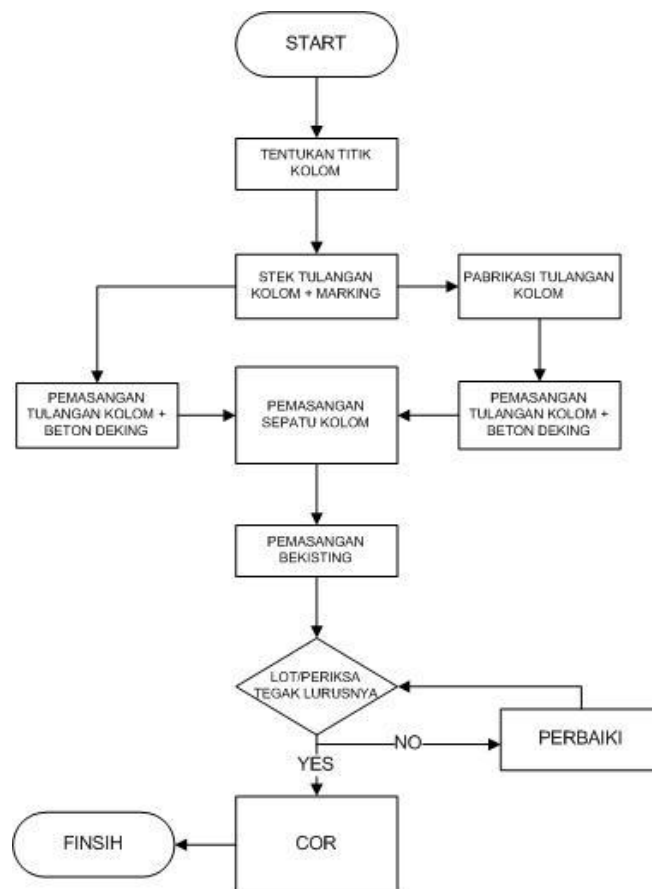 START
TENTUKAN TITIK
KOLOM
STEK TULANGAN
KOLOM + MARKING
PABRIKASI TULANGAN
KOLOM
PEMASANGAN
TULANGAN KOLOM +
BETON DEKING
PEMASANGAN
SEPATU KOLOM
PEMASANGAN
TULANGAN KOLOM +
BETON DEKING
PEMASANGAN
BEKISTING
LOT/PERIKSA
TEGAK LURUSNYA
NO
PERBAIKI
YES
COR
FINSIH